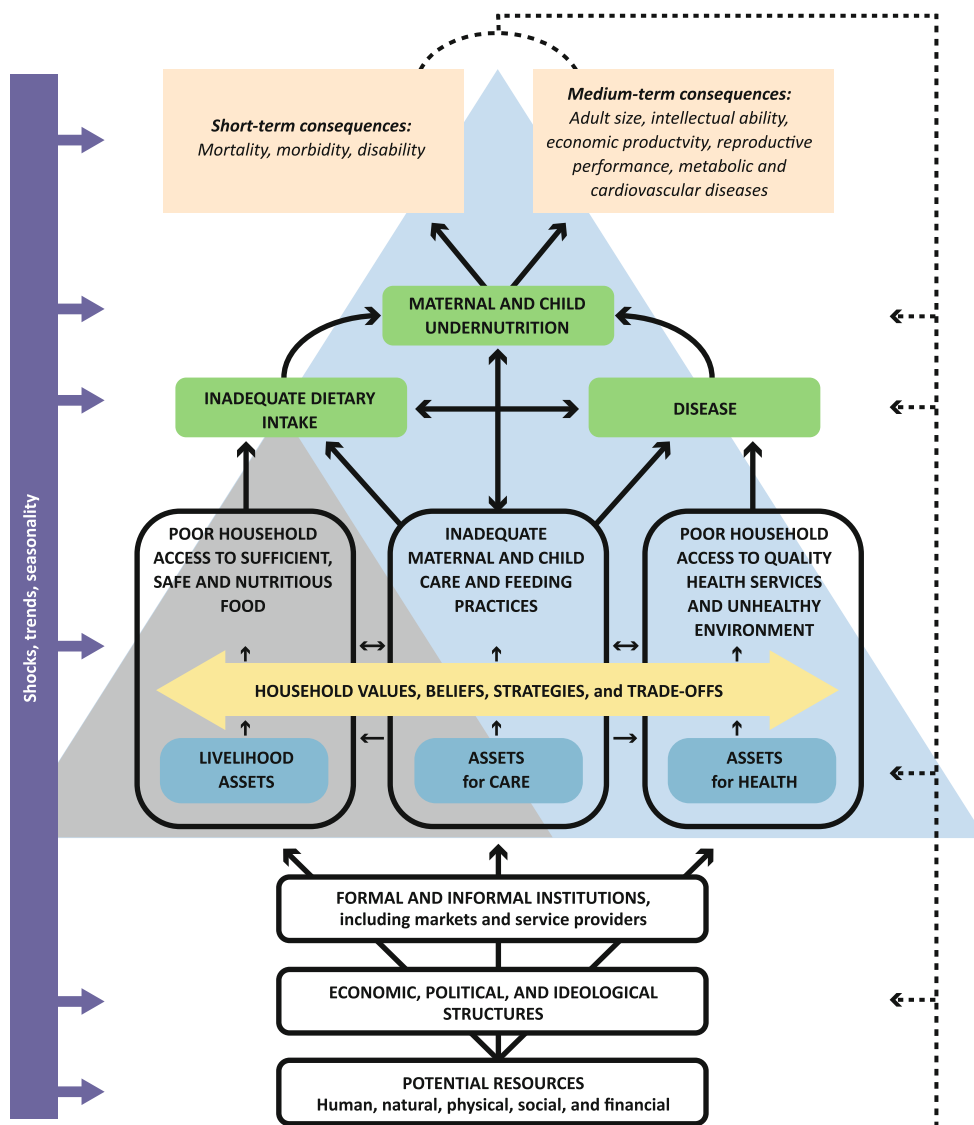 Short-term consequences:
Mortality, morbidity, disability
Medium-term consequences:
Adult size, intellectual ability,
economic productvity, reproductive
performance, metabolic and
cardiovascular diseases
Shocks, trends, seasonality
MATERNAL AND CHILD
UNDERNUTRITION
INADEQUATE DIETARY
INTAKE
DISEASE
POOR HOUSEHOLD
ACCESS TO SUFFICIENT,
SAFE AND NUTRITIOUS
FOOD
INADEQUATE
MATERNAL AND CHILD
CARE AND FEEDING
PRACTICES
POOR HOUSEHOLD
ACCESS TO QUALITY
HEALTH SERVICES
AND UNHEALTHY
ENVIRONMENT
HOUSEHOLD VALUES, BELIEFS, STRATEGIES, and TRADE-OFFS
LIVELIHOOD
ASSETS
ASSETS
for CARE
ASSETS
for HEALTH
FORMAL AND INFORMAL INSTITUTIONS,
including markets and service providers
ECONOMIC, POLITICAL, AND IDEOLOGICAL
STRUCTURES
POTENTIAL RESOURCES
Human, natural, physical, social, and financial